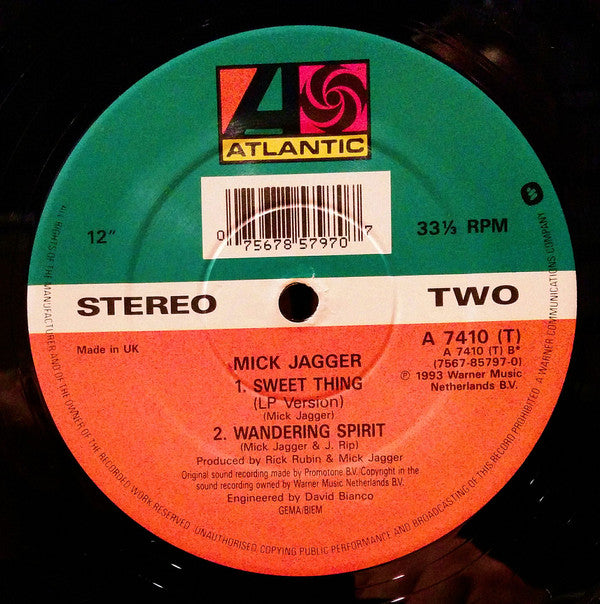 ATLANTIC
12"
0 75678 57970 7
33⅓ RPM
STEREO
TWO
Made in UK
A 7410 (T)
A 7410 (T) B*
(7567-85797-0)
℗ 1993 Warner Music
Netherlands B.V.
MICK JAGGER
1. SWEET THING
(LP Version)
(Mick Jagger)
2. WANDERING SPIRIT
(Mick Jagger & J. Rip)
Produced by Rick Rubin & Mick Jagger
Original sound recording made by Promotone B.V. Copyright in the
sound recording owned by Warner Music Netherlands B.V.
Engineered by David Bianco
GEMA/BIEM
ALL RIGHTS OF THE MANUFACTURER AND OF THE OWNER OF THE RECORDED WORK RESERVED · UNAUTHORISED, COPYING PUBLIC PERFORMANCE AND BROADCASTING OF THIS RECORD PROHIBITED. A WARNER COMMUNICATIONS COMPANY